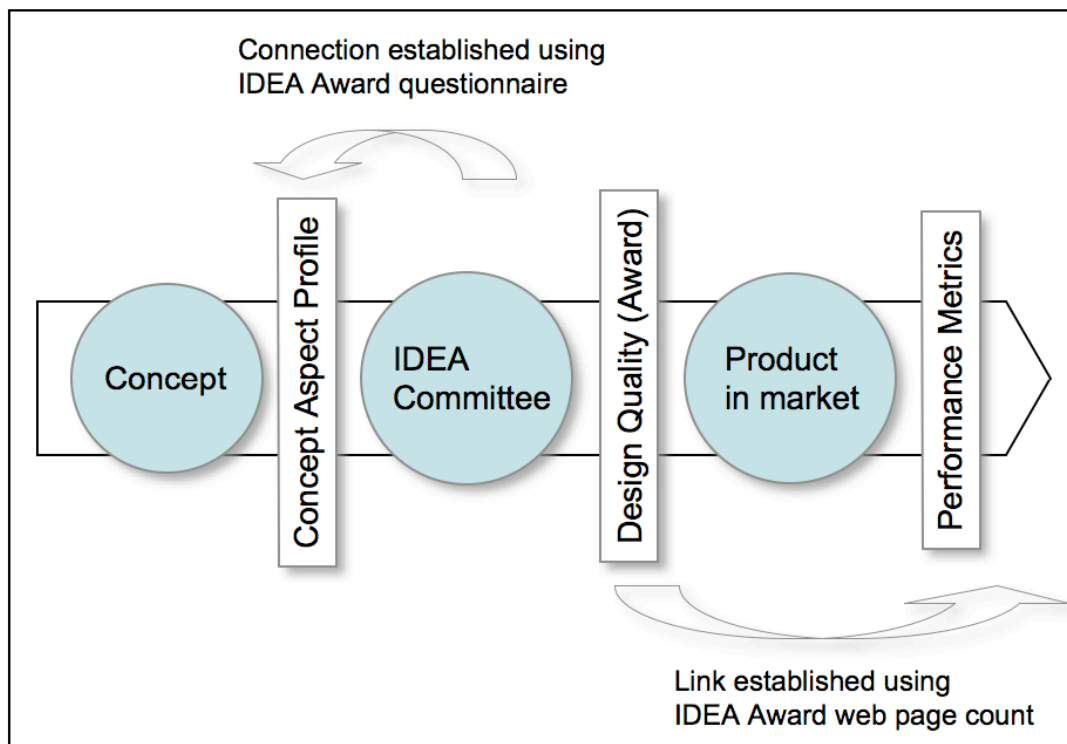 Connection established using
IDEA Award questionnaire
Concept
Concept Aspect Profile
IDEA
Committee
Design Quality (Award)
Product
in market
Performance Metrics
Link established using
IDEA Award web page count